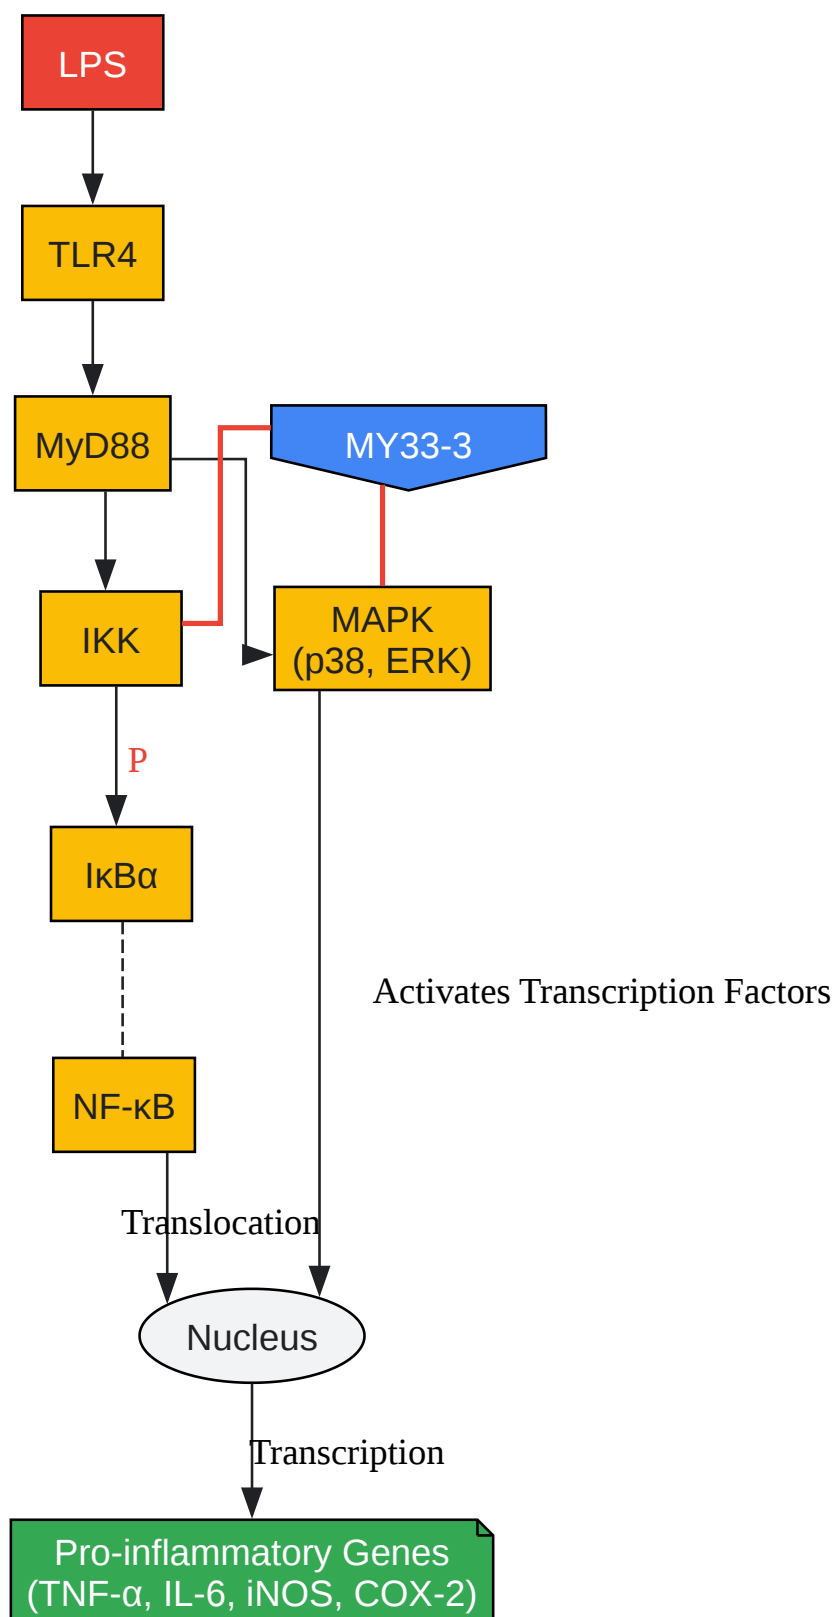 LPS
TLR4
MyD88
MY33-3
IKK
MAPK
(p38, ERK)
P
IκBα
Activates Transcription Factors
NF-κB
Translocation
Nucleus
Transcription
Pro-inflammatory Genes
(TNF-α, IL-6, iNOS, COX-2)